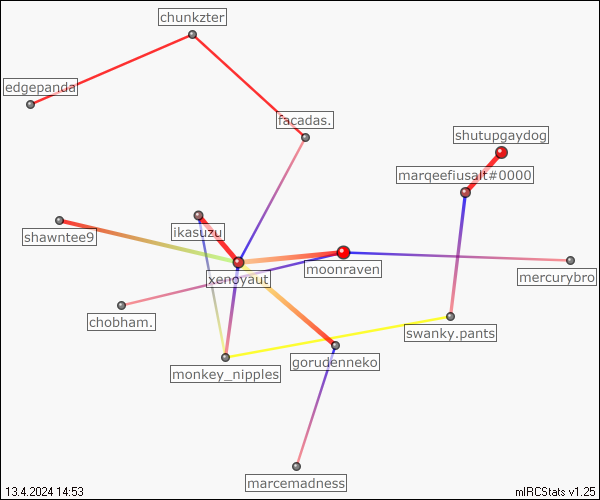 chunkzter
edgepanda
facadas.
shutupgaydog
marqeefiusalt#0000
ikasuzu
shawntee9
moonraven
xenoyaut
mercurybro
chobham.
swanky.pants
gorudenneko
monkey_nipples
marcemadness
13.4.2024 14:53
mIRCStats v1.25